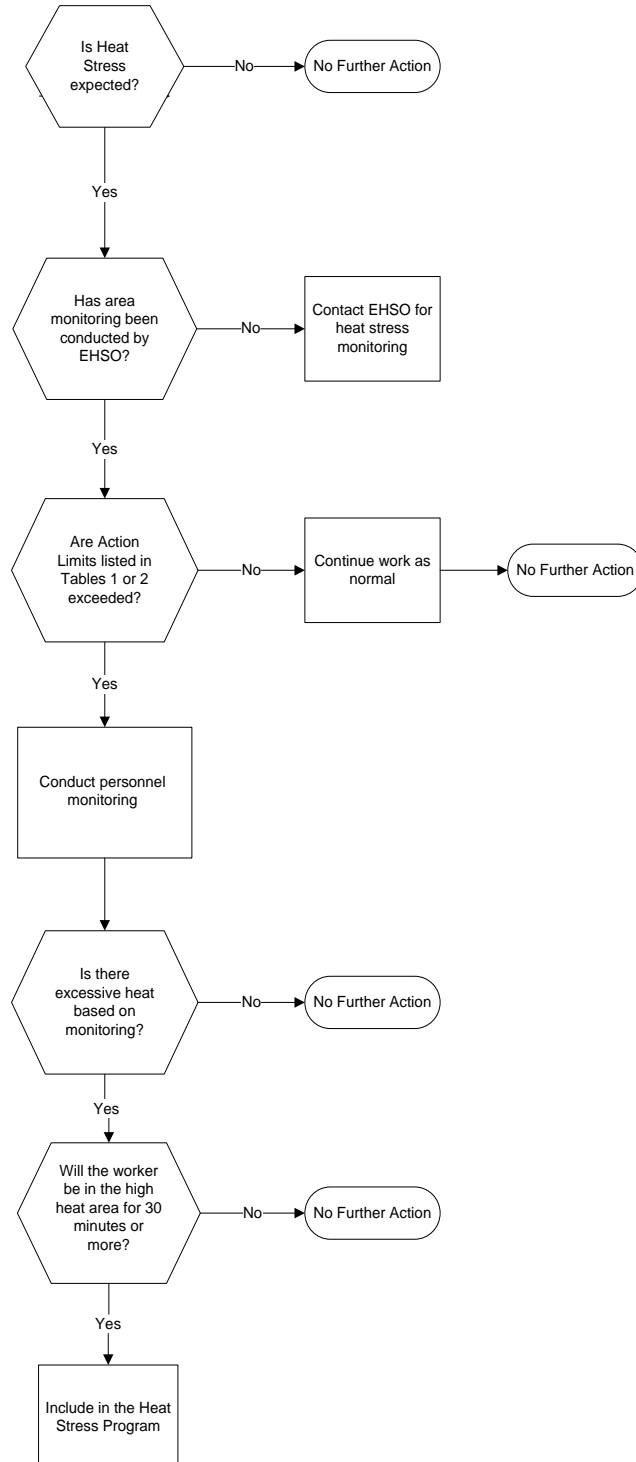 Is Heat
Stress
expected?
No
No Further Action
Yes
Has area
monitoring been
conducted by
EHSO?
No
Contact EHSO for
heat stress
monitoring
Yes
Are Action
Limits listed in
Tables 1 or 2
exceeded?
No
Continue work as
normal
No Further Action
Yes
Conduct personnel
monitoring
Is there
excessive heat
based on
monitoring?
No
No Further Action
Yes
Will the worker
be in the high
heat area for 30
minutes or
more?
No
No Further Action
Yes
Include in the Heat
Stress Program